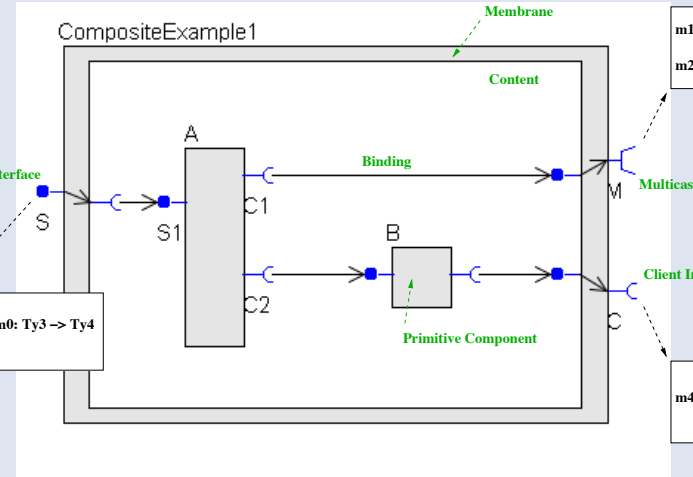 Membrane
CompositeExample1
m1
m2
Content
A
Binding
terface
M
Multicas
S
S1
C1
B
Client In
C2
C
m0: Ty3 –> Ty4
Primitive Component
m4